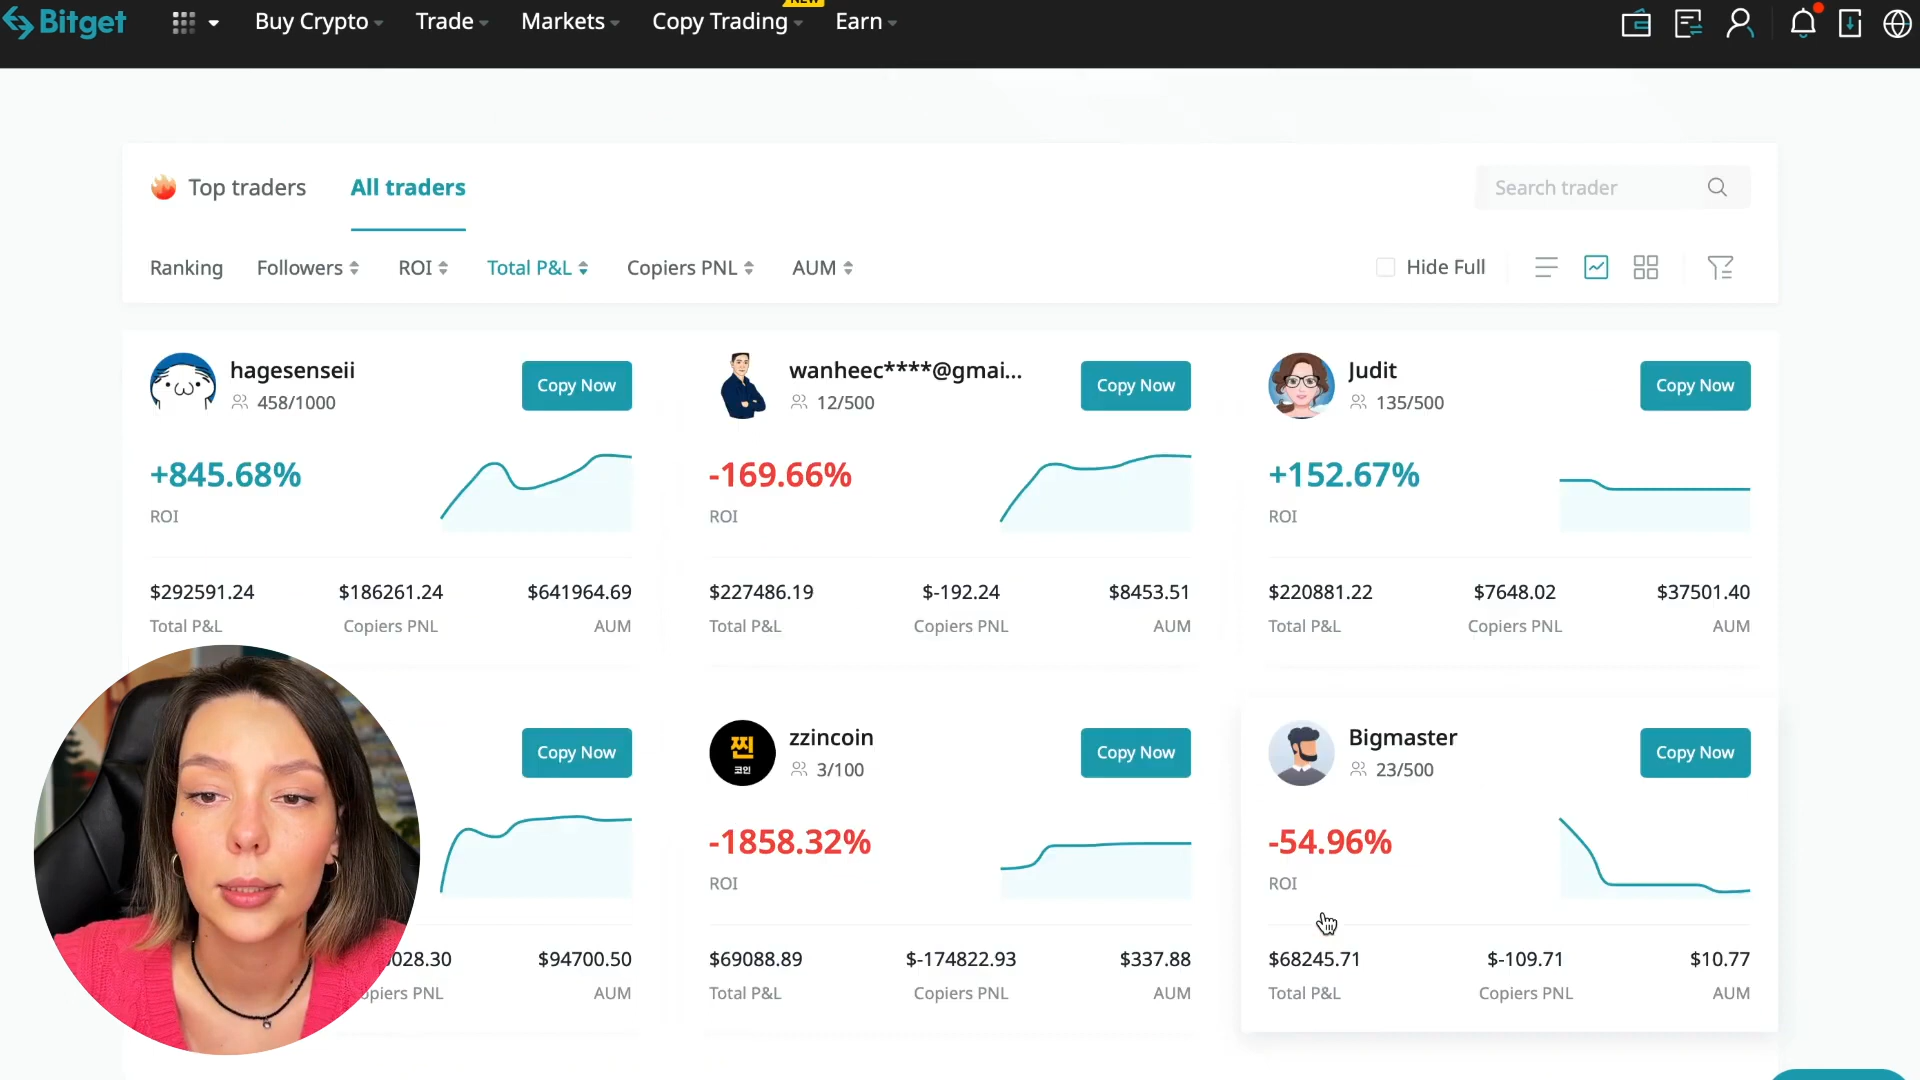 Bitget
Buy Crypto
Trade
Markets
Copy Trading
NEW
Earn
Top traders
All traders
Search trader
Ranking
Followers
ROI
Total P&L
Copiers PNL
AUM
Hide Full
hagesenseii
458/1000
Copy Now
+845.68%
ROI
$292591.24
$186261.24
$641964.69
Total P&L
Copiers PNL
AUM
wanheec****@gmai...
12/500
Copy Now
-169.66%
ROI
$227486.19
$-192.24
$8453.51
Total P&L
Copiers PNL
AUM
Judit
135/500
Copy Now
+152.67%
ROI
$220881.22
$7648.02
$37501.40
Total P&L
Copiers PNL
AUM
Copy Now
028.30
$94700.50
opiers PNL
AUM
찐
코인
zzincoin
3/100
Copy Now
-1858.32%
ROI
$69088.89
$-174822.93
$337.88
Total P&L
Copiers PNL
AUM
Bigmaster
23/500
Copy Now
-54.96%
ROI
$68245.71
$-109.71
$10.77
Total P&L
Copiers PNL
AUM